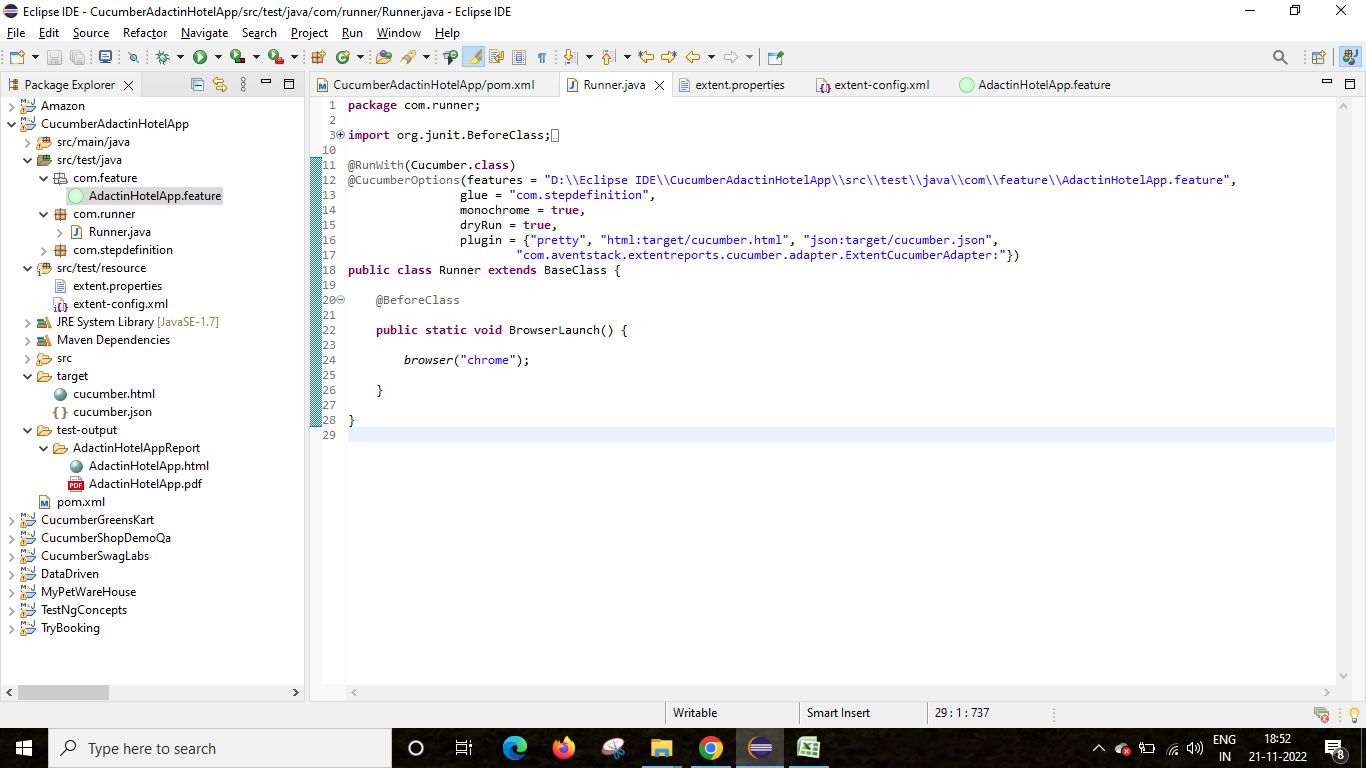 Eclipse IDE - CucumberAdactinHotelApp/src/test/java/com/runner/Runner.java - Eclipse IDE
File Edit Source Refactor Navigate Search Project Run Window Help
Package Explorer
Amazon
CucumberAdactinHotelApp
src/main/java
src/test/java
com.feature
AdactinHotelApp.feature
com.runner
Runner.java
com.stepdefinition
src/test/resource
extent.properties
extent-config.xml
JRE System Library [JavaSE-1.7]
Maven Dependencies
src
target
cucumber.html
cucumber.json
test-output
AdactinHotelAppReport
AdactinHotelApp.html
AdactinHotelApp.pdf
pom.xml
CucumberGreensKart
CucumberShopDemoQa
CucumberSwagLabs
DataDriven
MyPetWareHouse
TestNgConcepts
TryBooking
CucumberAdactinHotelApp/pom.xml Runner.java extent.properties extent-config.xml AdactinHotelApp.feature
1 package com.runner;
2
3 import org.junit.BeforeClass;
10
11 @RunWith(Cucumber.class)
12 @CucumberOptions(features = "D:\\Eclipse IDE\\CucumberAdactinHotelApp\\src\\test\\java\\com\\feature\\AdactinHotelApp.feature",
13 glue = "com.stepdefinition",
14 monochrome = true,
15 dryRun = true,
16 plugin = {"pretty", "html:target/cucumber.html", "json:target/cucumber.json",
17 "com.aventstack.extentreports.cucumber.adapter.ExtentCucumberAdapter:"})
18 public class Runner extends BaseClass {
19
20 @BeforeClass
21
22 public static void BrowserLaunch() {
23
24 browser("chrome");
25
26 }
27
28 }
29
Writable Smart Insert 29 : 1 : 737
Type here to search
ENG
IN
18:52
21-11-2022
8